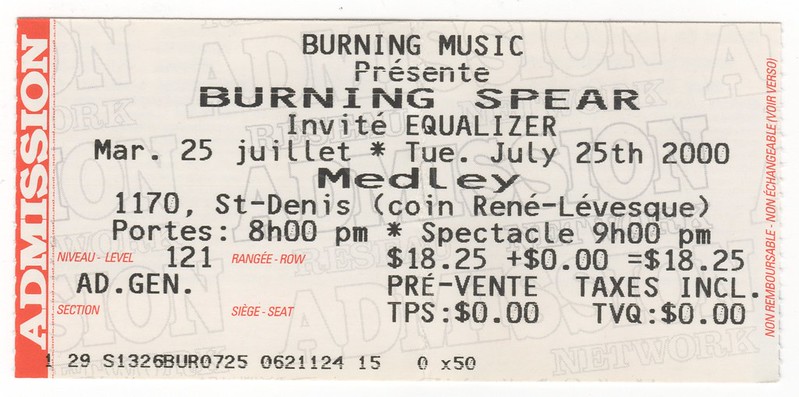 ADMISSION
BURNING MUSIC
Présente
BURNING SPEAR
Invité EQUALIZER
Mar. 25 juillet * Tue. July 25th 2000
Medley
1170, St-Denis (coin René-Lévesque)
Portes: 8h00 pm * Spectacle 9h00 pm
NIVEAU - LEVEL 121 RANGÉE - ROW $18.25 +$0.00 =$18.25
AD.GEN. PRÉ-VENTE TAXES INCL.
SECTION SIÈGE - SEAT TPS:$0.00 TVQ:$0.00
1 29 S1326BUR0725 0621124 15 0 x50
NON REMBOURSABLE - NON ÉCHANGEABLE (VOIR VERSO)
ADMISSION
RESEAU
NETWORK